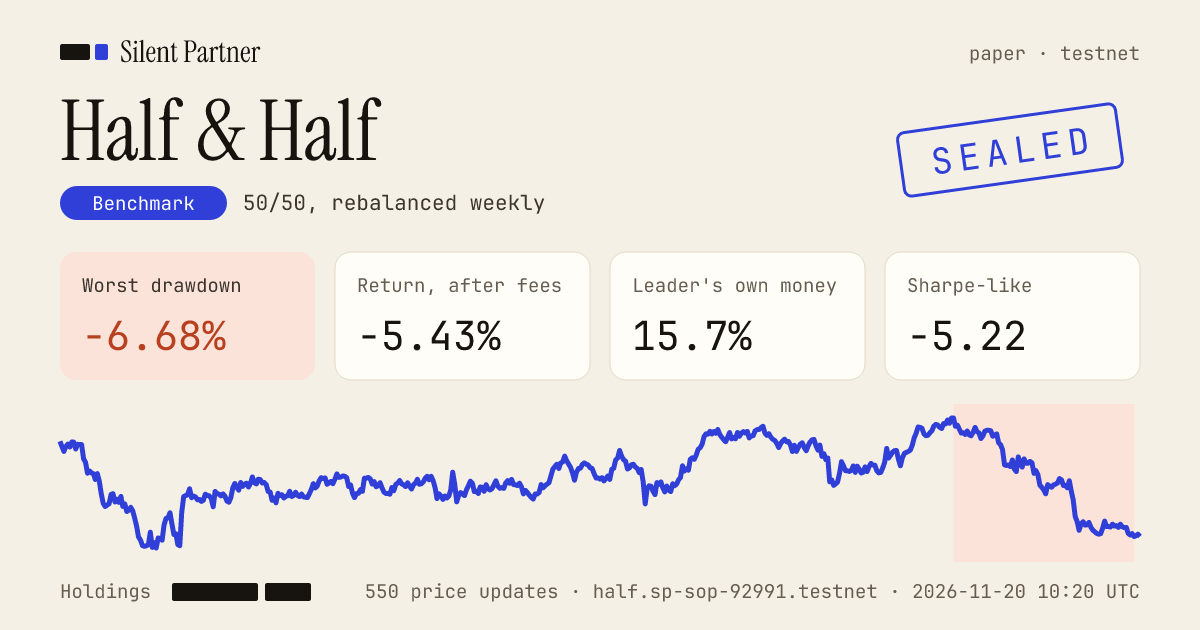 Silent Partner
paper · testnet
Half & Half
SEALED
Benchmark 50/50, rebalanced weekly
Worst drawdown
-6.68%
Return, after fees
-5.43%
Leader's own money
15.7%
Sharpe-like
-5.22
Holdings
550 price updates · half.sp-sop-92991.testnet · 2026-11-20 10:20 UTC